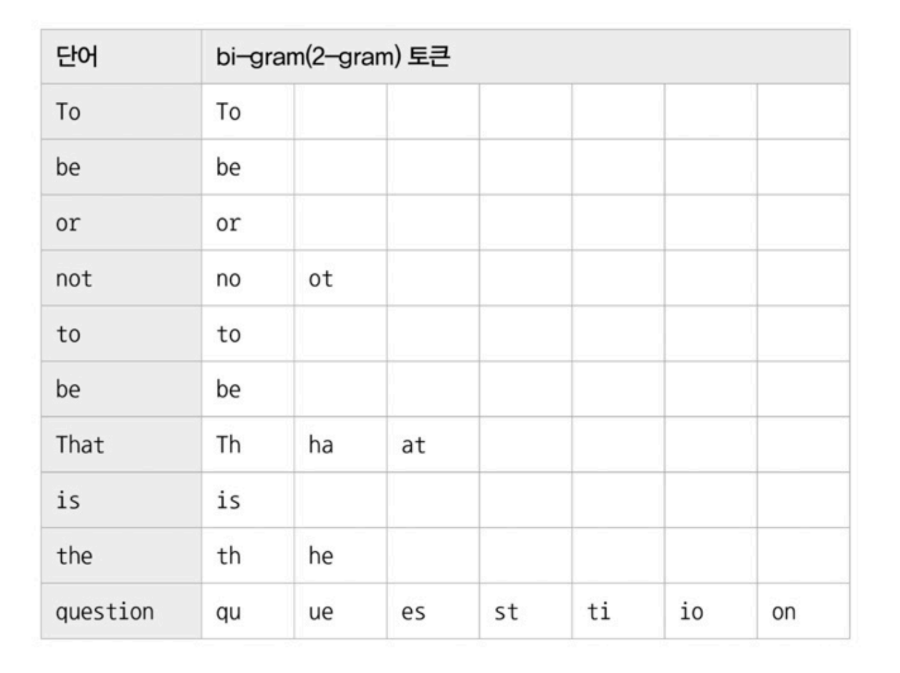 단어 bi-gram(2-gram) 토큰
To To
be be
or or
not no ot
to to
be be
That Th ha at
is is
the th he
question qu ue es st ti io on